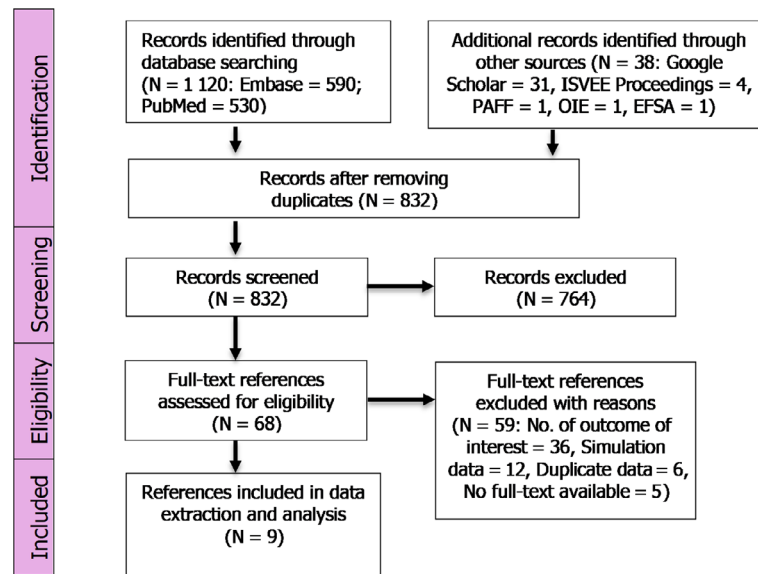 Identification
Records identified through
database searching
(N = 1 120: Embase = 590;
PubMed = 530)
Additional records identified through
other sources (N = 38: Google
Scholar = 31, ISVEE Proceedings = 4,
PAFF = 1, OIE = 1, EFSA = 1)
Records after removing
duplicates (N = 832)
Screening
Records screened
(N = 832)
Records excluded
(N = 764)
Eligibility
Full-text references
assessed for eligibility
(N = 68)
Full-text references
excluded with reasons
(N = 59: No. of outcome of
interest = 36, Simulation
data = 12, Duplicate data = 6,
No full-text available = 5)
Included
References included in data
extraction and analysis
(N = 9)